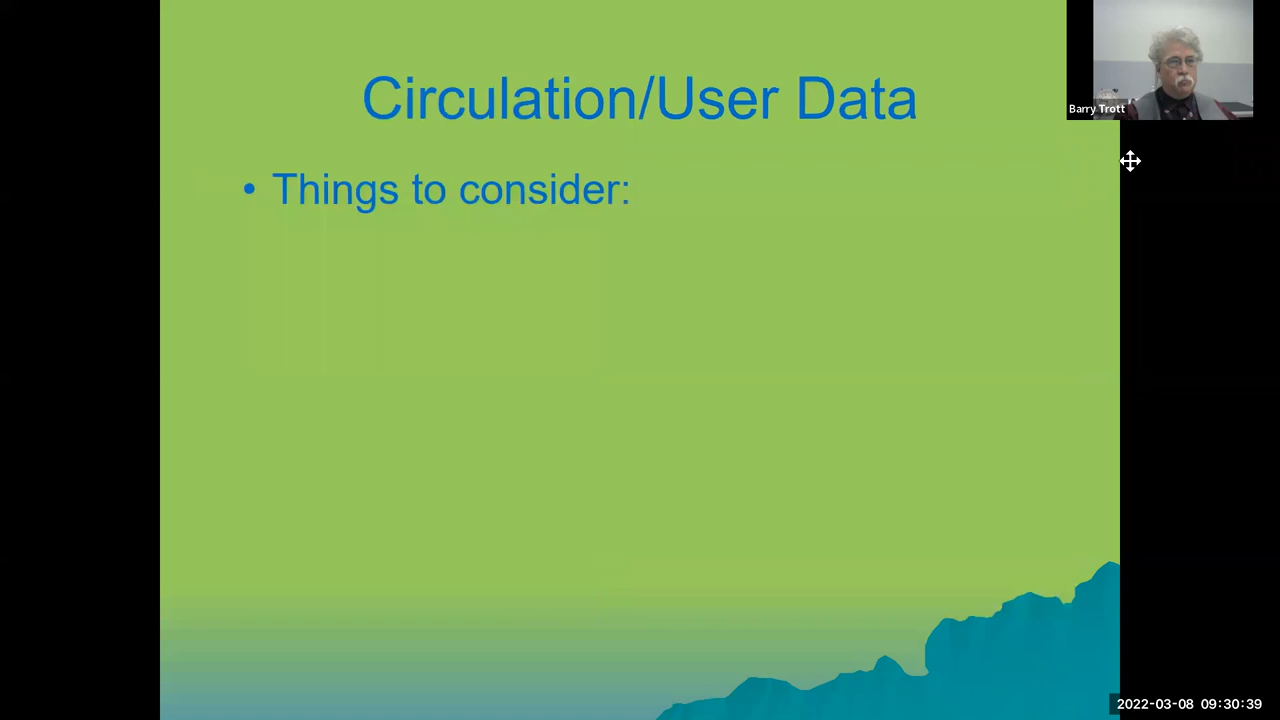 Circulation/User Data
Barry Trott
• Things to consider:
2022-03-08 09:30:39